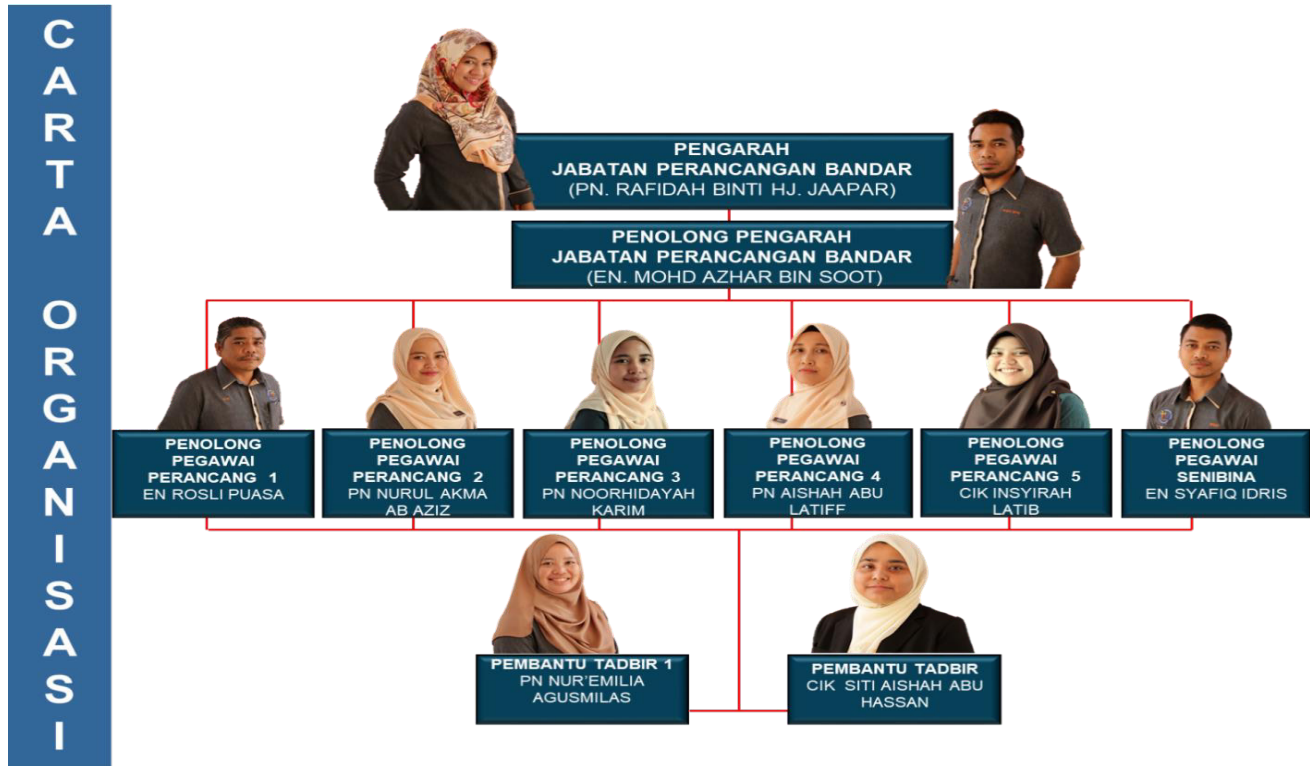 CARTA ORGANISASI
PENGARAH
JABATAN PERANCANGAN BANDAR
(PN. RAFIDAH BINTI HJ. JAAPAR)
PENOLONG PENGARAH
JABATAN PERANCANGAN BANDAR
(EN. MOHD AZHAR BIN SOOT)
PENOLONG
PEGAWAI
PERANCANG 1
EN ROSLI PUASA
PENOLONG
PEGAWAI
PERANCANG 2
PN NURUL AKMA
AB AZIZ
PENOLONG
PEGAWAI
PERANCANG 3
PN NOORHIDAYAH
KARIM
PENOLONG
PEGAWAI
PERANCANG 4
PN AISHAH ABU
LATIFF
PENOLONG
PEGAWAI
PERANCANG 5
CIK INSYIRAH
LATIB
PENOLONG
PEGAWAI
SENIBINA
EN SYAFIQ IDRIS
PEMBANTU TADBIR 1
PN NUR'EMILIA
AGUSMILAS
PEMBANTU TADBIR
CIK SITI AISHAH ABU
HASSAN